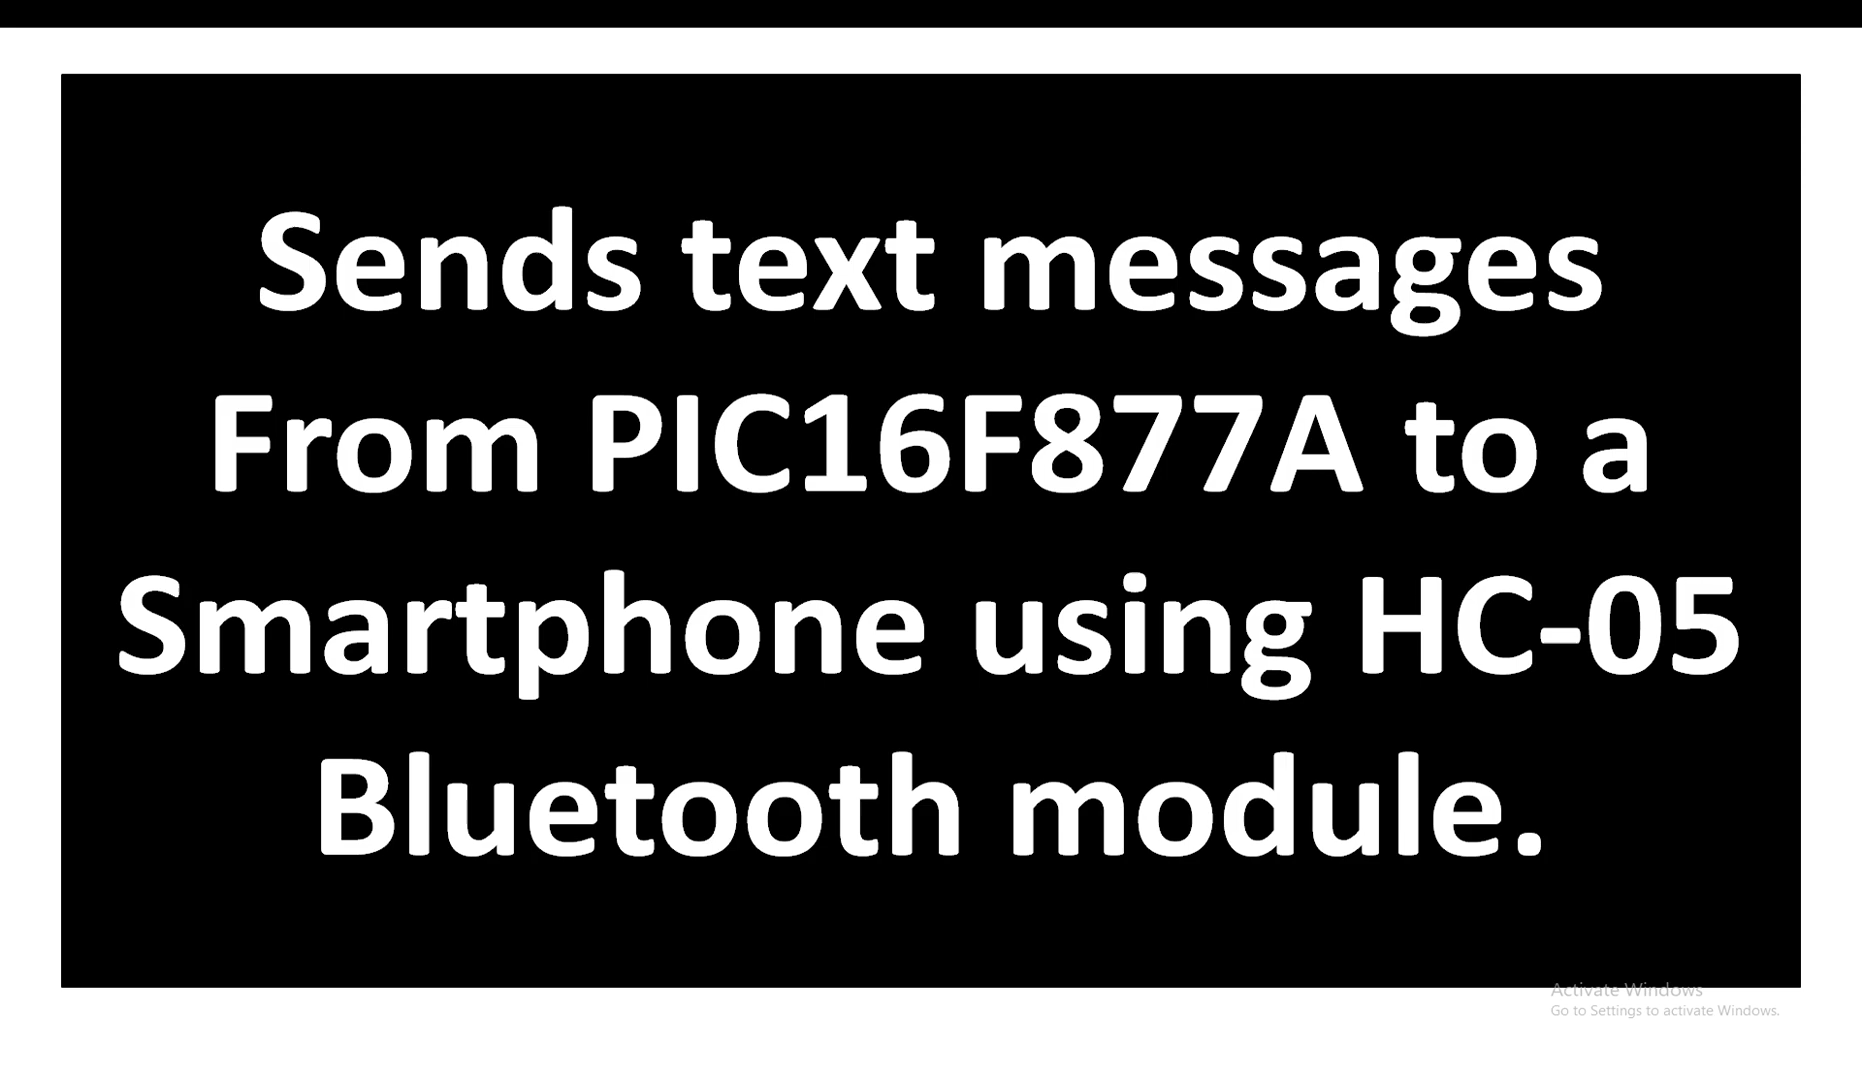 Sends text messages
From PIC16F877A to a
Smartphone using HC-05
Bluetooth module.
Activate Windows
Go to Settings to activate Windows.